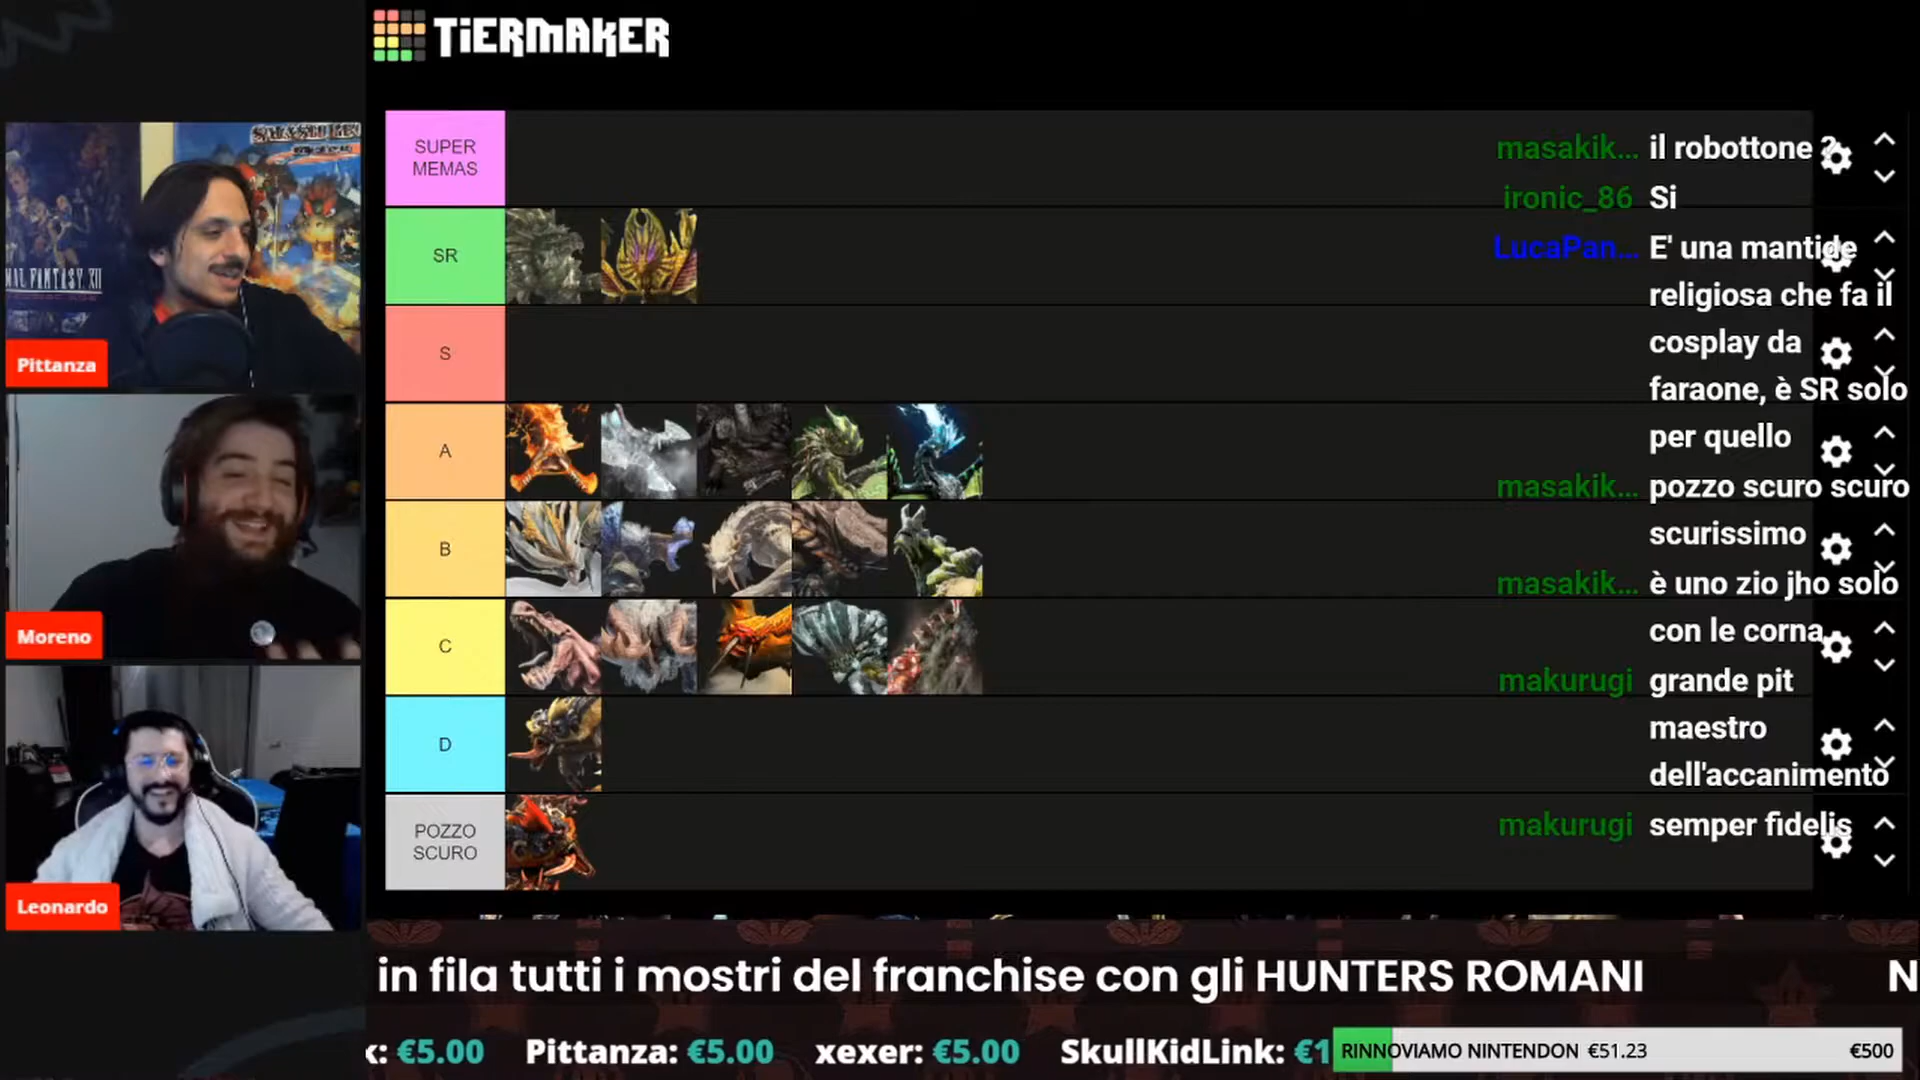 TiERMAKER
SUPER
MEMAS
SR
S
A
B
C
D
POZZO
SCURO
masakik... il robottone ?
ironic_86 Si
LucaPan... E' una mantide
religiosa che fa il
cosplay da
faraone, è SR solo
per quello
masakik... pozzo scuro scuro
scurissimo
masakik... è uno zio jho solo
con le corna
makurugi grande pit
maestro
dell'accanimento
makurugi semper fidelis
NAL FANTASY XII
Pittanza
Moreno
Leonardo
in fila tutti i mostri del franchise con gli HUNTERS ROMANI N
x: €5.00 Pittanza: €5.00 xexer: €5.00 SkullKidLink: €1
RINNOVIAMO NINTENDON €51.23 €500